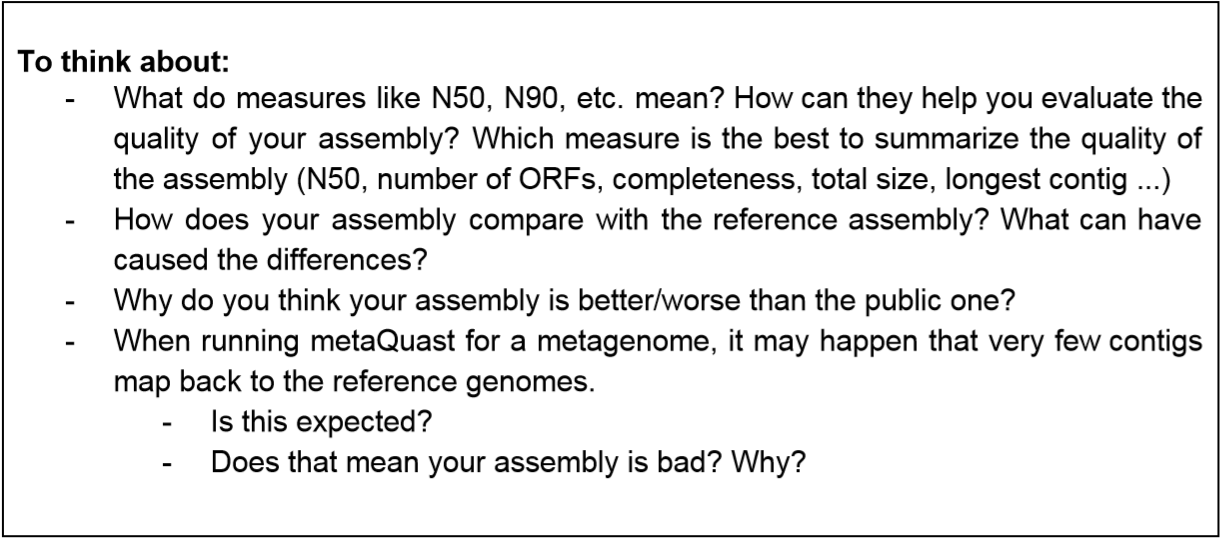 To think about:
- What do measures like N50, N90, etc. mean? How can they help you evaluate the
quality of your assembly? Which measure is the best to summarize the quality of
the assembly (N50, number of ORFs, completeness, total size, longest contig ...)
- How does your assembly compare with the reference assembly? What can have
caused the differences?
- Why do you think your assembly is better/worse than the public one?
- When running metaQuast for a metagenome, it may happen that very few contigs
map back to the reference genomes.
- Is this expected?
- Does that mean your assembly is bad? Why?